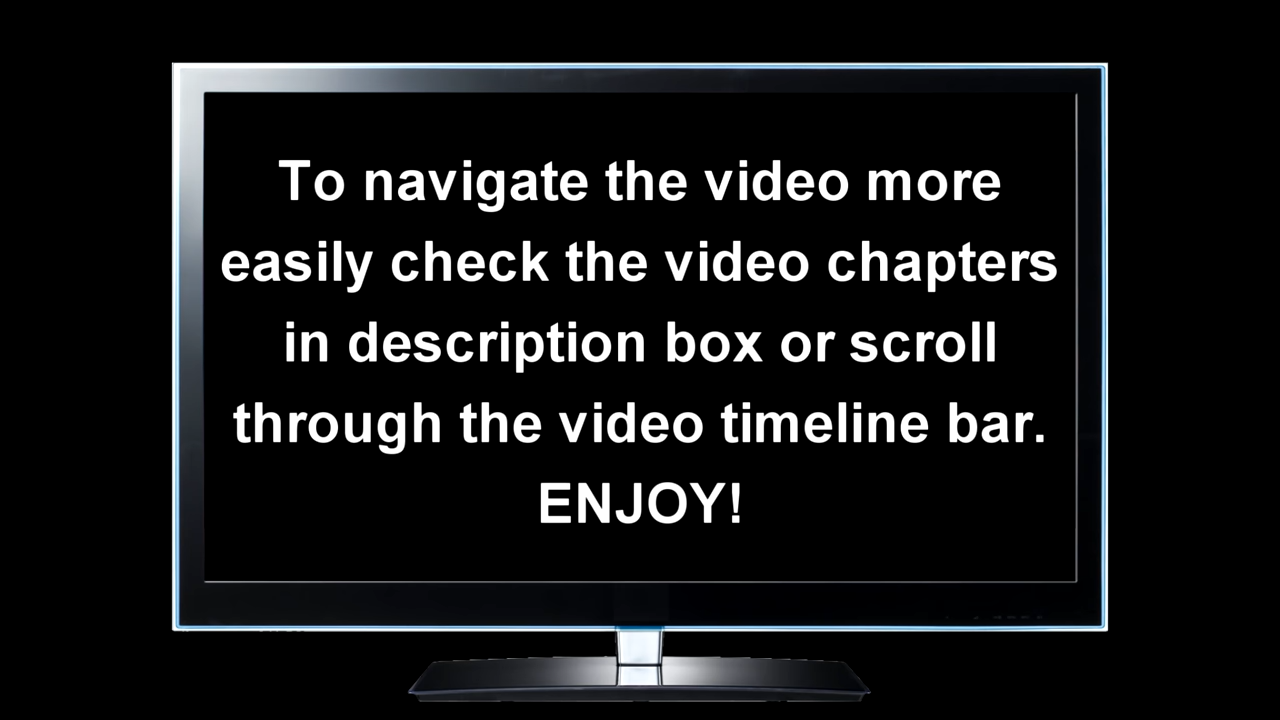 To navigate the video more
easily check the video chapters
in description box or scroll
through the video timeline bar.
ENJOY!